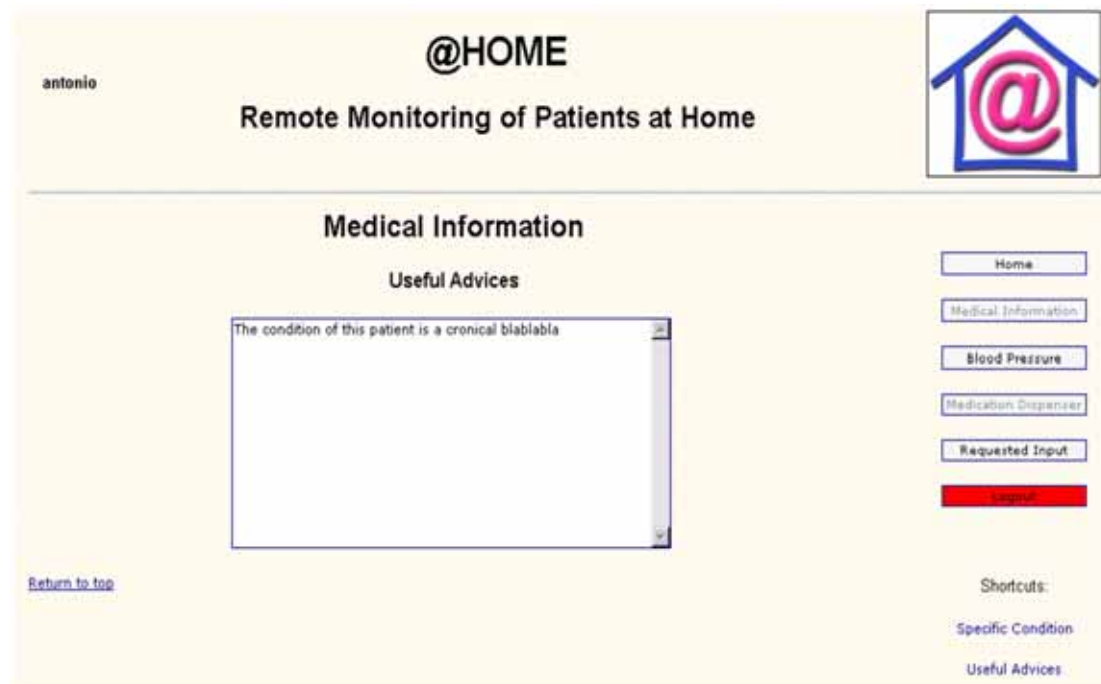 @HOME
antonio
Remote Monitoring of Patients at Home
@
Medical Information
Useful Advices
The condition of this patient is a cronical blablabla
Home
Medical Information
Blood Pressure
Medication Dispenser
Requested Input
Logout
Return to top
Shortcuts:
Specific Condition
Useful Advices